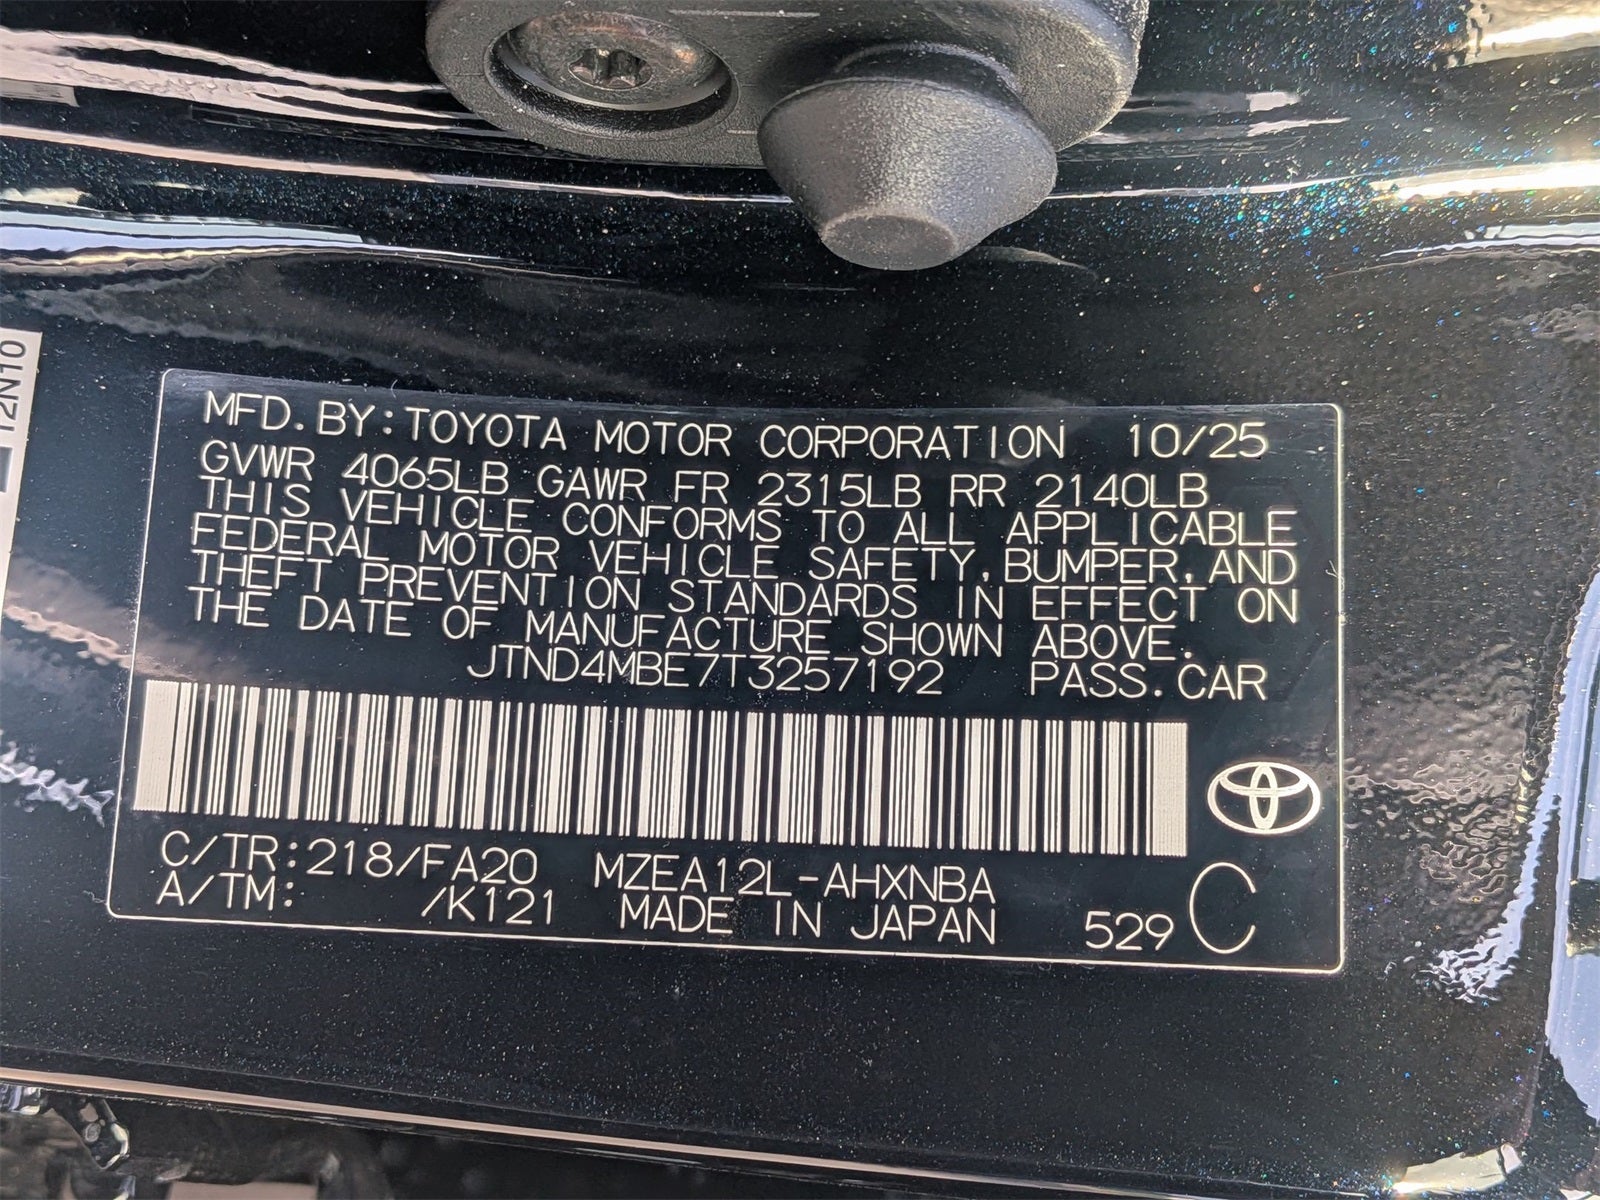 12N10
MFD.BY:TOYOTA MOTOR CORPORATION 10/25
GVWR 4065LB GAWR FR 2315LB RR 2140LB
THIS VEHICLE CONFORMS TO ALL APPLICABLE
FEDERAL MOTOR VEHICLE SAFETY,BUMPER,AND
THEFT PREVENTION STANDARDS IN EFFECT ON
THE DATE OF MANUFACTURE SHOWN ABOVE.
JTND4MBE7T3257192 PASS.CAR
C/TR:218/FA20 MZEA12L-AHXNBA
A/TM: /K121 MADE IN JAPAN 529 C